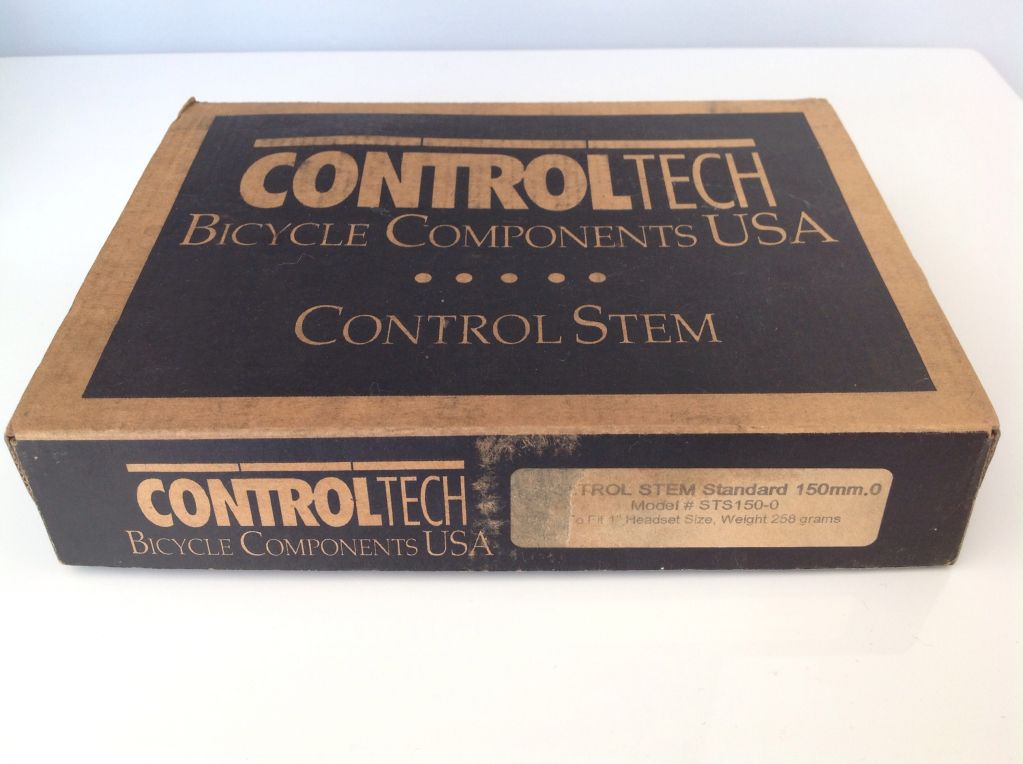 CONTROLTECH
BICYCLE COMPONENTS USA
CONTROL STEM
CONTROLTECH
BICYCLE COMPONENTS USA
TROL STEM Standard 150mm.0
Model # STS150-0
o Fit 1" Headset Size, Weight 258 grams